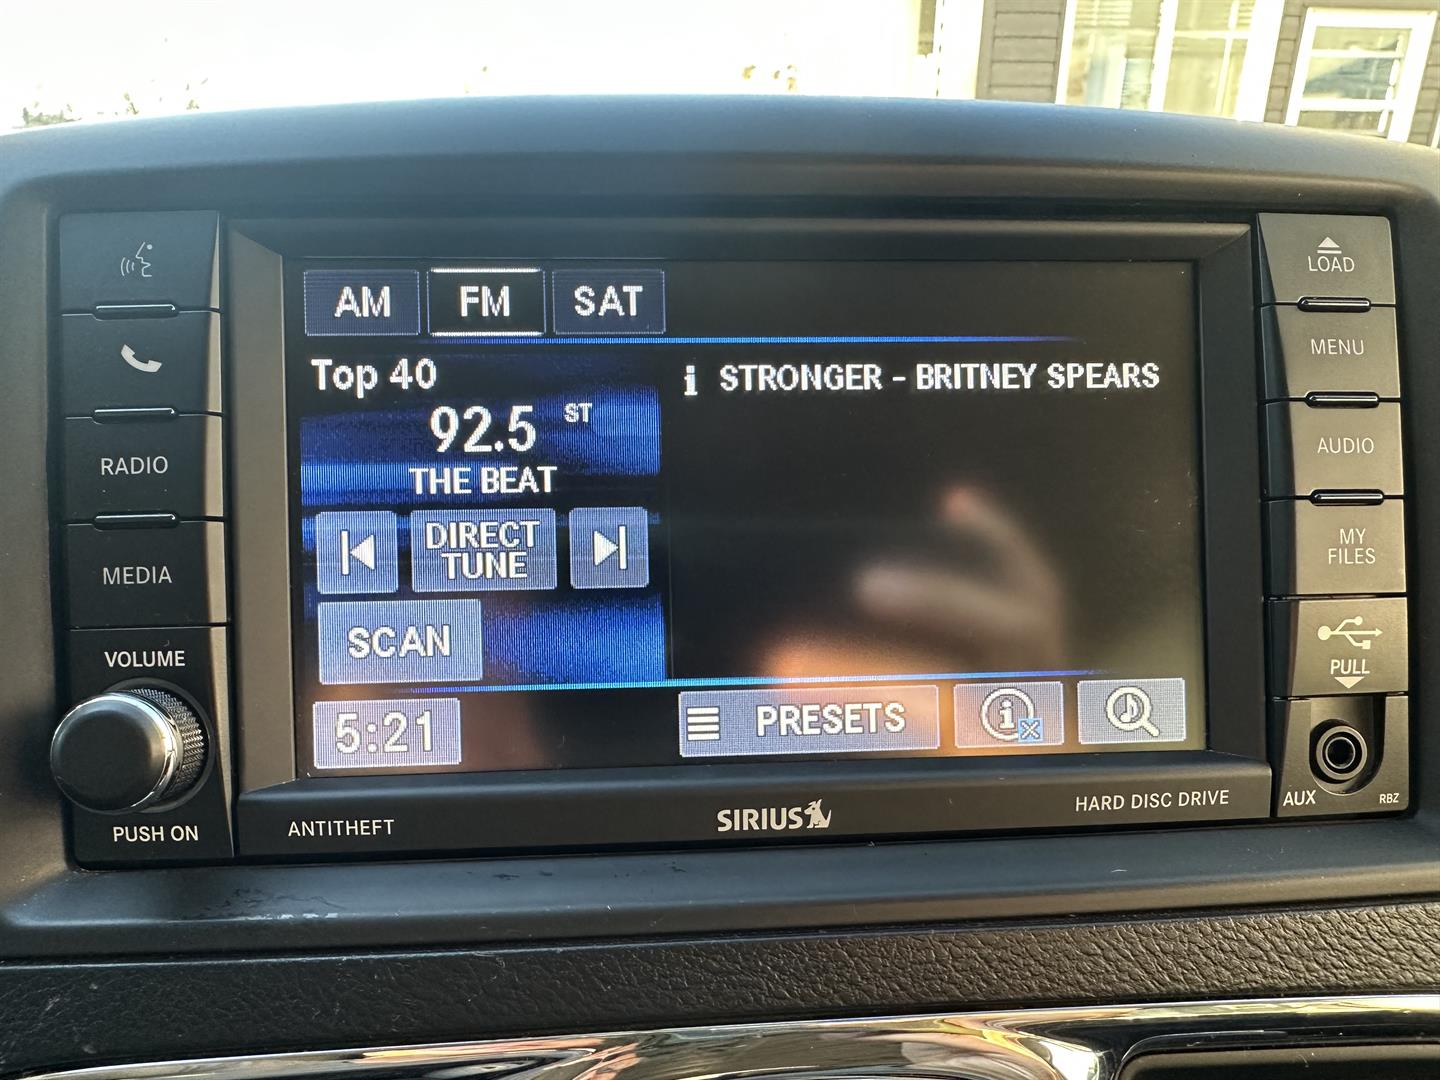 AM FM SAT
Top 40
92.5 ST
THE BEAT
DIRECT
TUNE
SCAN
5:21
i STRONGER - BRITNEY SPEARS
PRESETS
i
RADIO
MEDIA
VOLUME
PUSH ON
ANTITHEFT
SIRIUS
HARD DISC DRIVE
LOAD
MENU
AUDIO
MY
FILES
PULL
AUX
RBZ